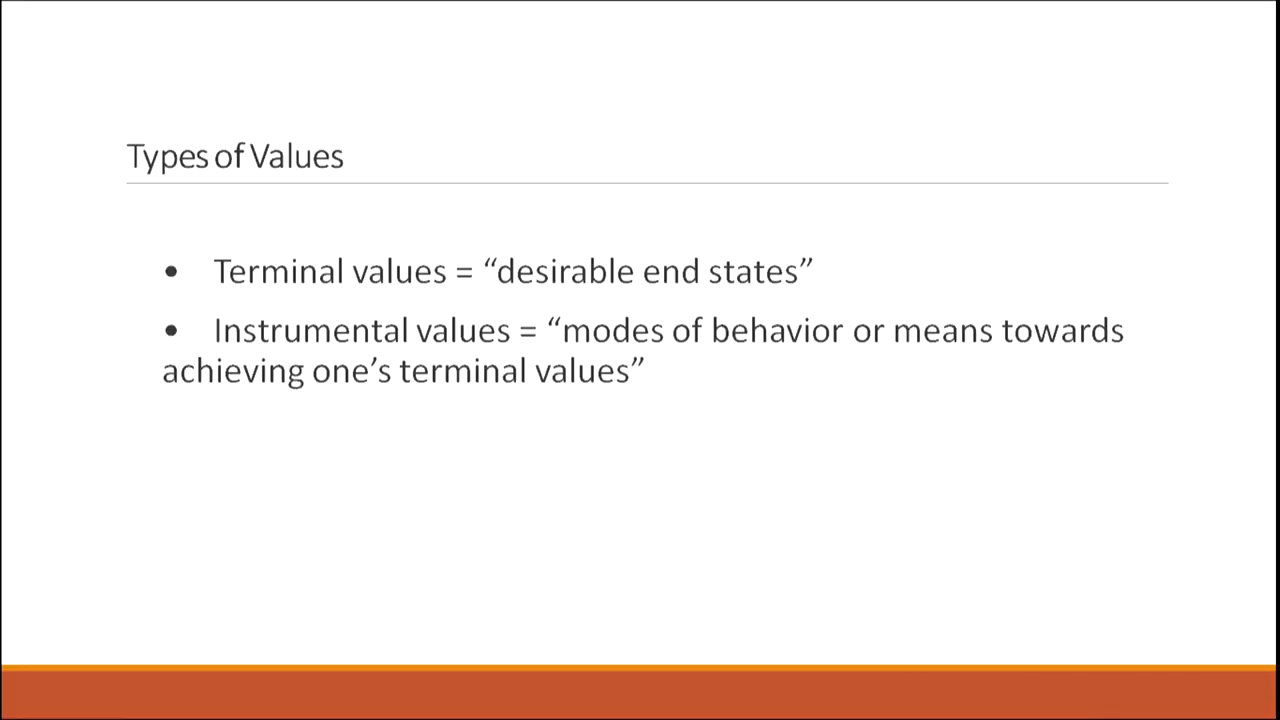 Types of Values
• Terminal values = “desirable end states”
• Instrumental values = “modes of behavior or means towards
achieving one’s terminal values”